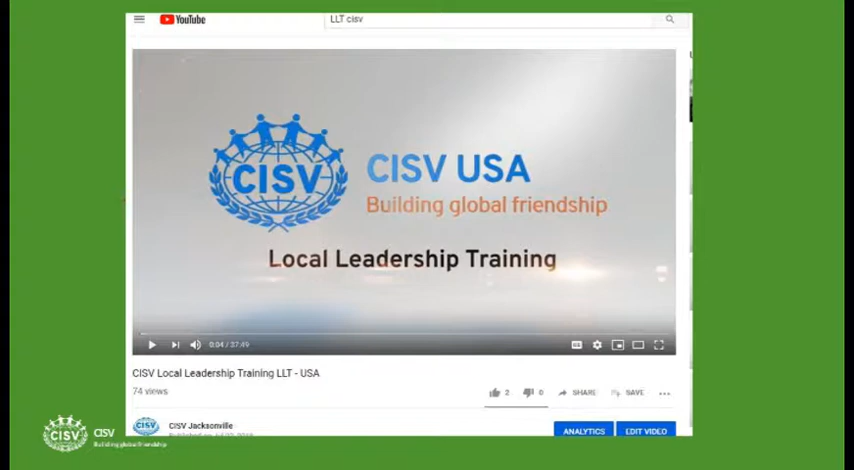 YouTube
LLT cisv
U
CISV
CISV USA
Building global friendship
Local Leadership Training
0:04 / 37:49
CISV Local Leadership Training LLT - USA
74 views
2
0
SHARE
SAVE
CISV
CISV Jacksonville
ANALYTICS
EDIT VIDEO
CISV
CISV
Building global friendship